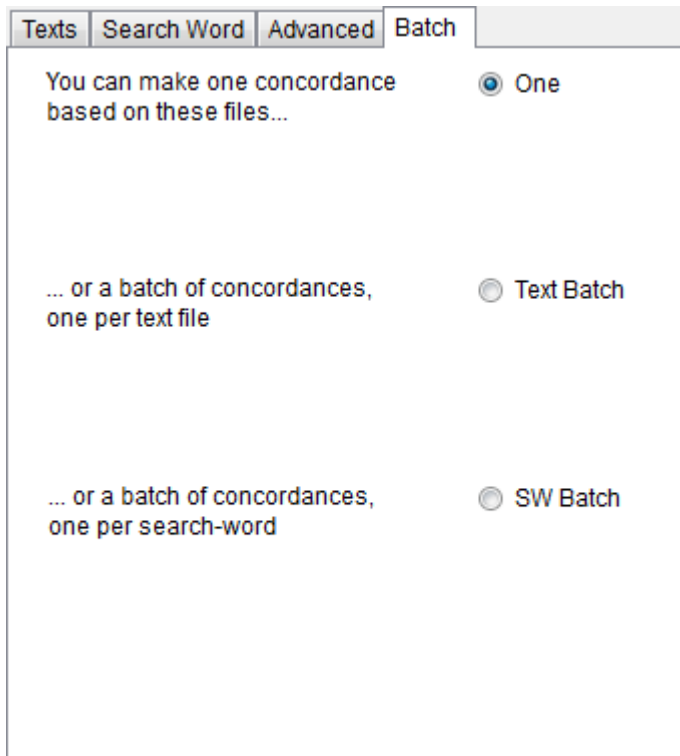 Texts Search Word Advanced Batch
You can make one concordance One
based on these files...
... or a batch of concordances, Text Batch
one per text file
... or a batch of concordances, SW Batch
one per search-word